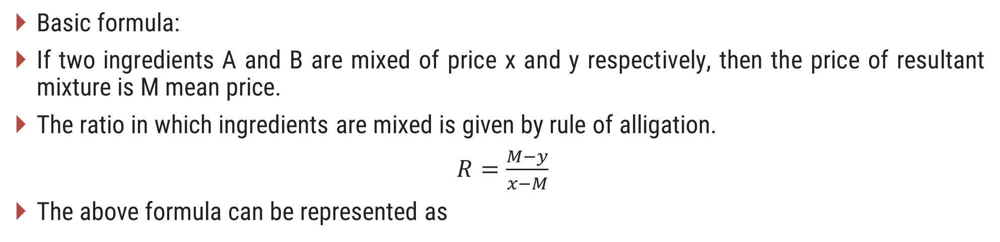 Basic formula:
If two ingredients A and B are mixed of price x and y respectively, then the price of resultant
mixture is M mean price.
The ratio in which ingredients are mixed is given by rule of alligation.
R = \frac{M-y}{x-M}
The above formula can be represented as